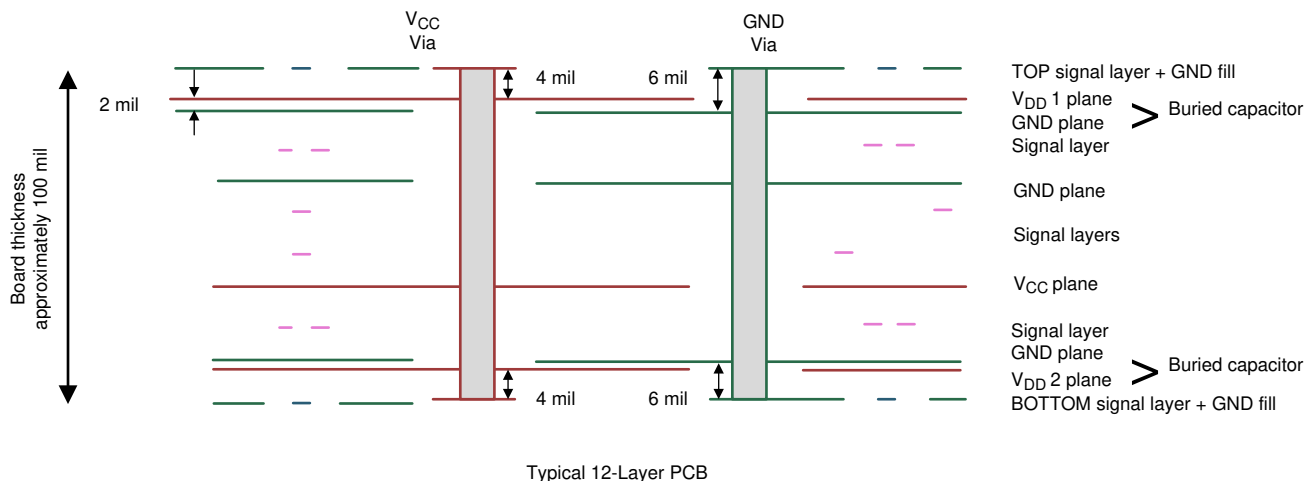 VCC
Via
GND
Via
4 mil
6 mil
2 mil
Board thickness
approximately 100 mil
TOP signal layer + GND fill
VDD 1 plane
GND plane
> Buried capacitor
Signal layer
GND plane
Signal layers
VCC plane
Signal layer
GND plane
VDD 2 plane
> Buried capacitor
BOTTOM signal layer + GND fill
4 mil
6 mil
Typical 12-Layer PCB